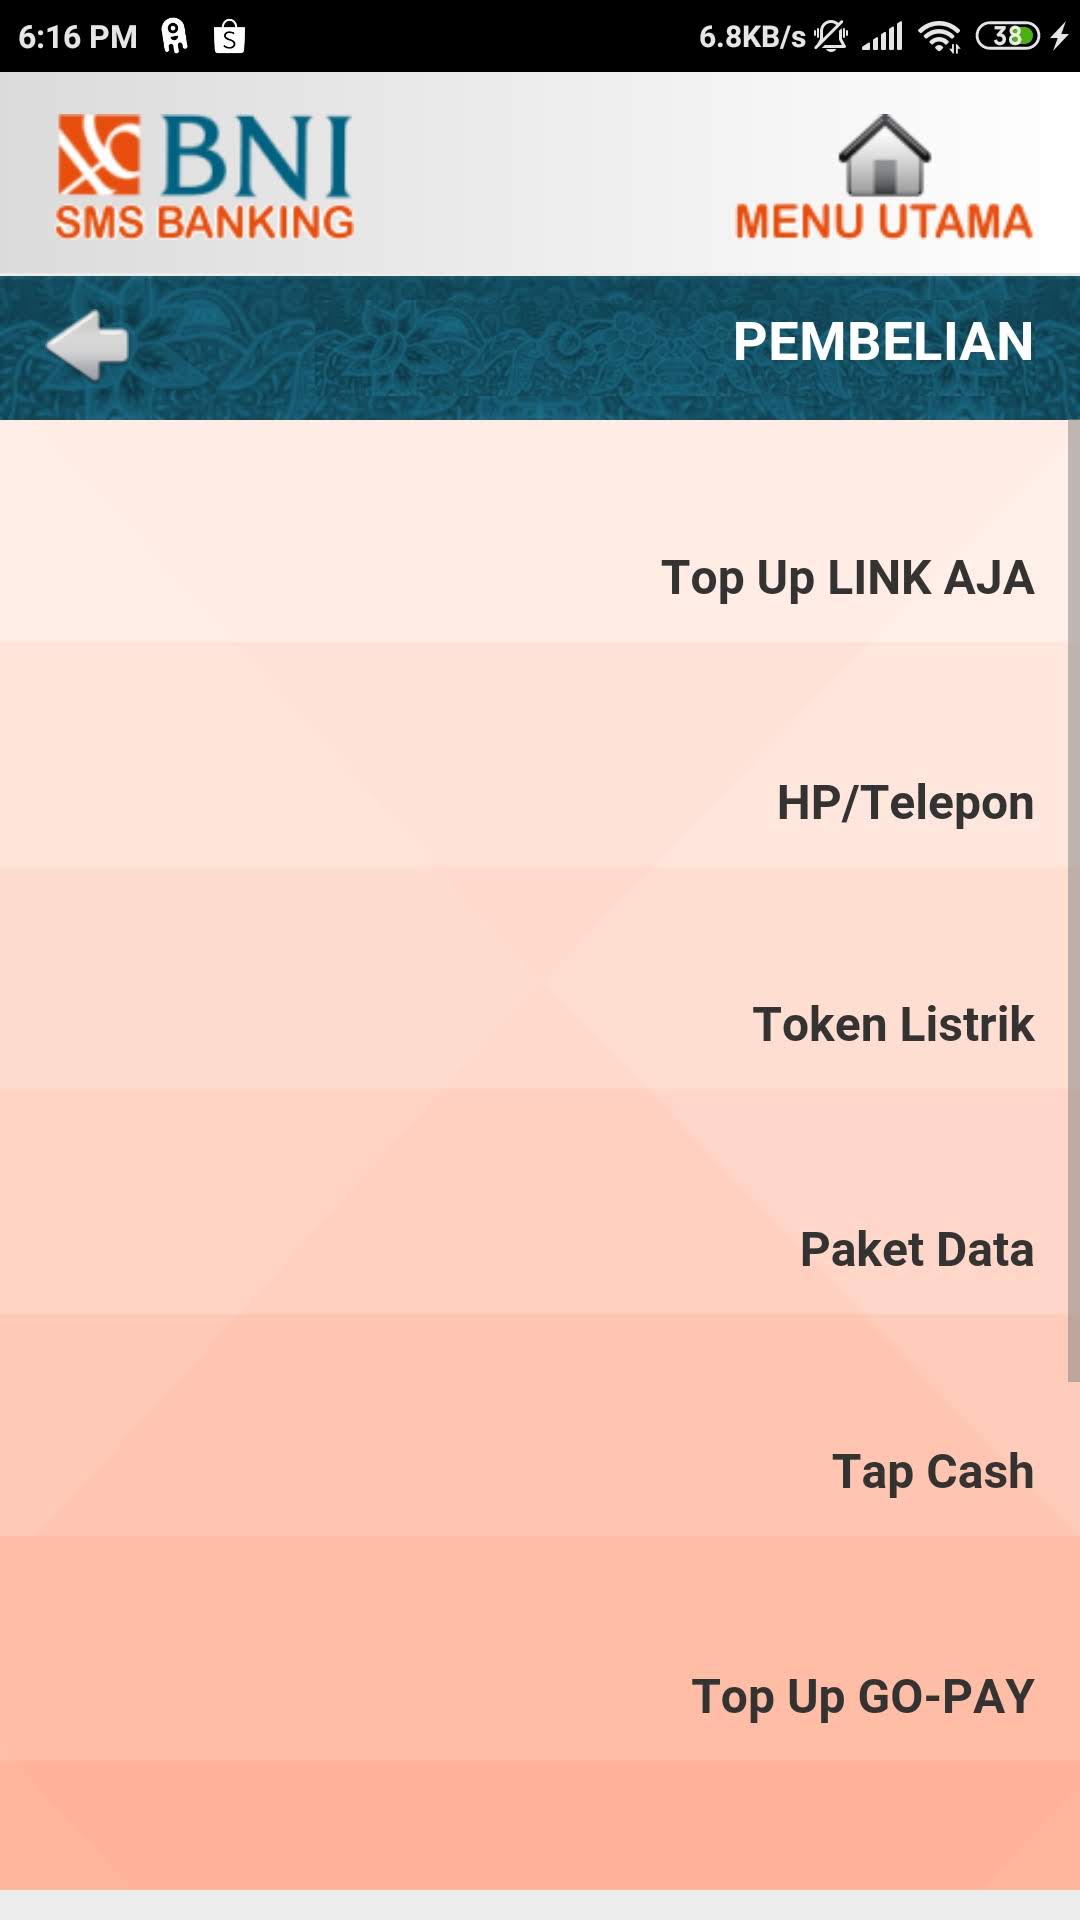 6:16 PM 6.8KB/s 38
BNI
SMS BANKING
MENU UTAMA
PEMBELIAN
Top Up LINK AJA
HP/Telepon
Token Listrik
Paket Data
Tap Cash
Top Up GO-PAY